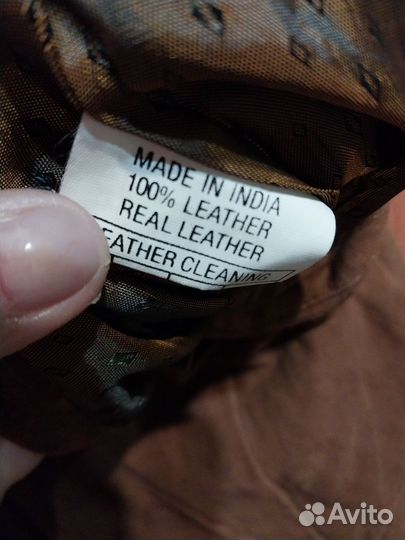 MADE IN INDIA
100% LEATHER
REAL LEATHER
LEATHER CLEANING
Avito